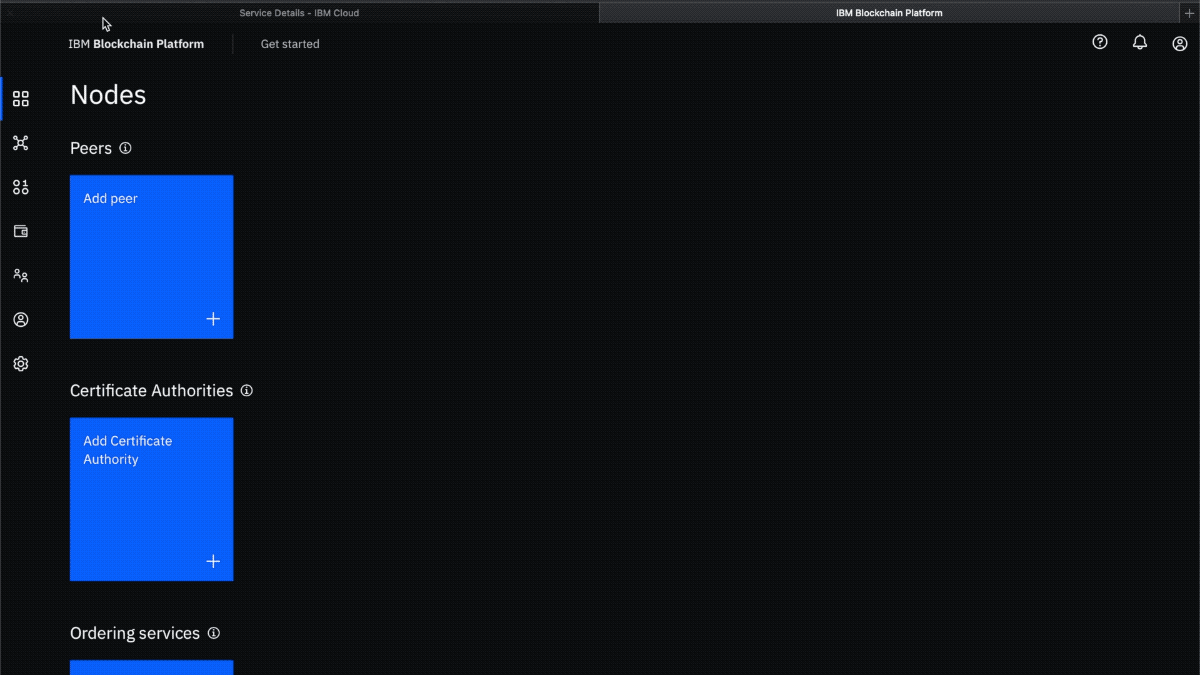 Service Details - IBM Cloud
IBM Blockchain Platform
IBM Blockchain Platform
Get started
Nodes
Peers
Add peer
Certificate Authorities
Add Certificate
Authority
Ordering services